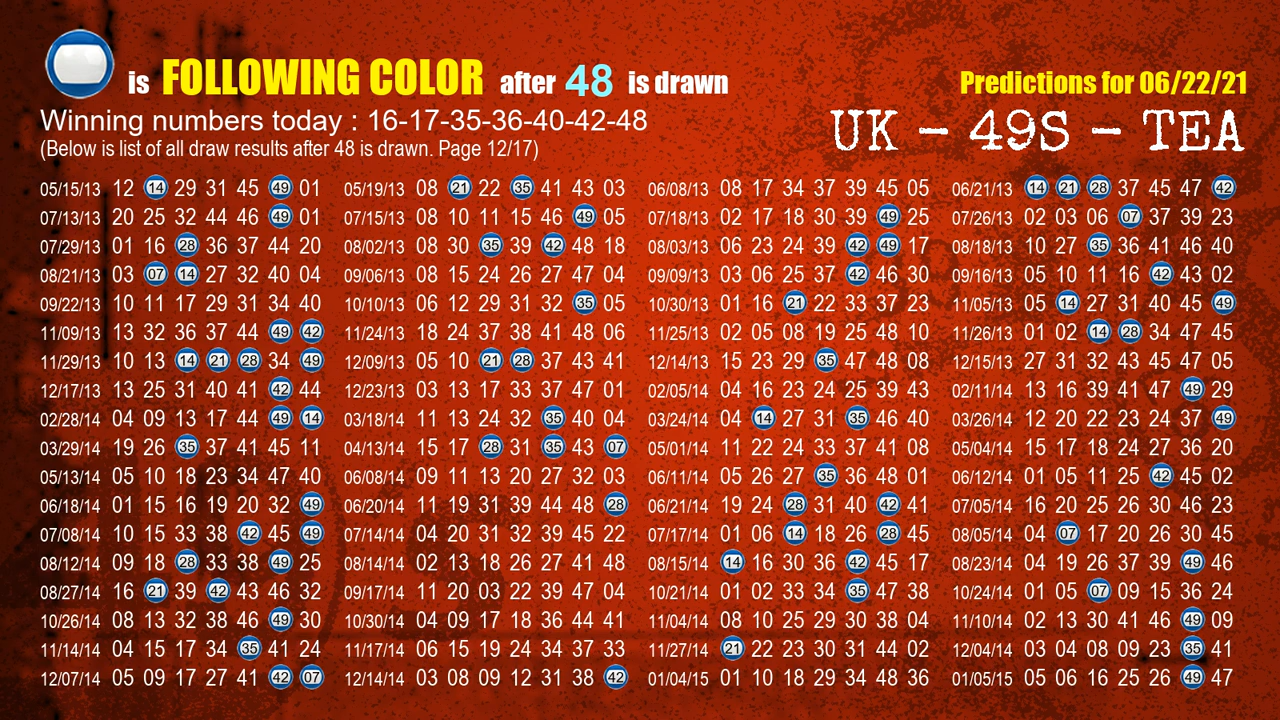 is FOLLOWING COLOR after 48 is drawn
Predictions for 06/22/21
Winning numbers today : 16-17-35-36-40-42-48
UK - 49S - TEA
(Below is list of all draw results after 48 is drawn. Page 12/17)
05/15/13 12 14 29 31 45 49 01 05/19/13 08 21 22 35 41 43 03 06/08/13 08 17 34 37 39 45 05 06/21/13 14 21 28 37 45 47 42
07/13/13 20 25 32 44 46 49 01 07/15/13 08 10 11 15 46 49 05 07/18/13 02 17 18 30 39 49 25 07/26/13 02 03 06 07 37 39 23
07/29/13 01 16 28 36 37 44 20 08/02/13 08 30 35 39 42 48 18 08/03/13 06 23 24 39 42 49 17 08/18/13 10 27 35 36 41 46 40
08/21/13 03 07 14 27 32 40 04 09/06/13 08 15 24 26 27 47 04 09/09/13 03 06 25 37 42 46 30 09/16/13 05 10 11 16 42 43 02
09/22/13 10 11 17 29 31 34 40 10/10/13 06 12 29 31 32 35 05 10/30/13 01 16 21 22 33 37 23 11/05/13 05 14 27 31 40 45 49
11/09/13 13 32 36 37 44 49 42 11/24/13 18 24 37 38 41 48 06 11/25/13 02 05 08 19 25 48 10 11/26/13 01 02 14 28 34 47 45
11/29/13 10 13 14 21 28 34 49 12/09/13 05 10 21 28 37 43 41 12/14/13 15 23 29 35 47 48 08 12/15/13 27 31 32 43 45 47 05
12/17/13 13 25 31 40 41 42 44 12/23/13 03 13 17 33 37 47 01 02/05/14 04 16 23 24 25 39 43 02/11/14 13 16 39 41 47 49 29
02/28/14 04 09 13 17 44 49 14 03/18/14 11 13 24 32 35 40 04 03/24/14 04 14 27 31 35 46 40 03/26/14 12 20 22 23 24 37 49
03/29/14 19 26 35 37 41 45 11 04/13/14 15 17 28 31 35 43 07 05/01/14 11 22 24 33 37 41 08 05/04/14 15 17 18 24 27 36 20
05/13/14 05 10 18 23 34 47 40 06/08/14 09 11 13 20 27 32 03 06/11/14 05 26 27 35 36 48 01 06/12/14 01 05 11 25 42 45 02
06/18/14 01 15 16 19 20 32 49 06/20/14 11 19 31 39 44 48 28 06/21/14 19 24 28 31 40 42 41 07/05/14 16 20 25 26 30 46 23
07/08/14 10 15 33 38 42 45 49 07/14/14 04 20 31 32 39 45 22 07/17/14 01 06 14 18 26 28 45 08/05/14 04 07 17 20 26 30 45
08/12/14 09 18 28 33 38 49 25 08/14/14 02 13 18 26 27 41 48 08/15/14 14 16 30 36 42 45 17 08/23/14 04 19 26 37 39 49 46
08/27/14 16 21 39 42 43 46 32 09/17/14 11 20 03 22 39 47 04 10/21/14 01 02 33 34 35 47 38 10/24/14 01 05 07 09 15 36 24
10/26/14 08 13 32 38 46 49 30 10/30/14 04 09 17 18 36 44 41 11/04/14 08 10 25 29 30 38 04 11/10/14 02 13 30 41 46 49 09
11/14/14 04 15 17 34 35 41 24 11/17/14 06 15 19 24 34 37 33 11/27/14 21 22 23 30 31 44 02 12/04/14 03 04 08 09 23 35 41
12/07/14 05 09 17 27 41 42 07 12/14/14 03 08 09 12 31 38 42 01/04/15 01 10 18 29 34 48 36 01/05/15 05 06 16 25 26 49 47